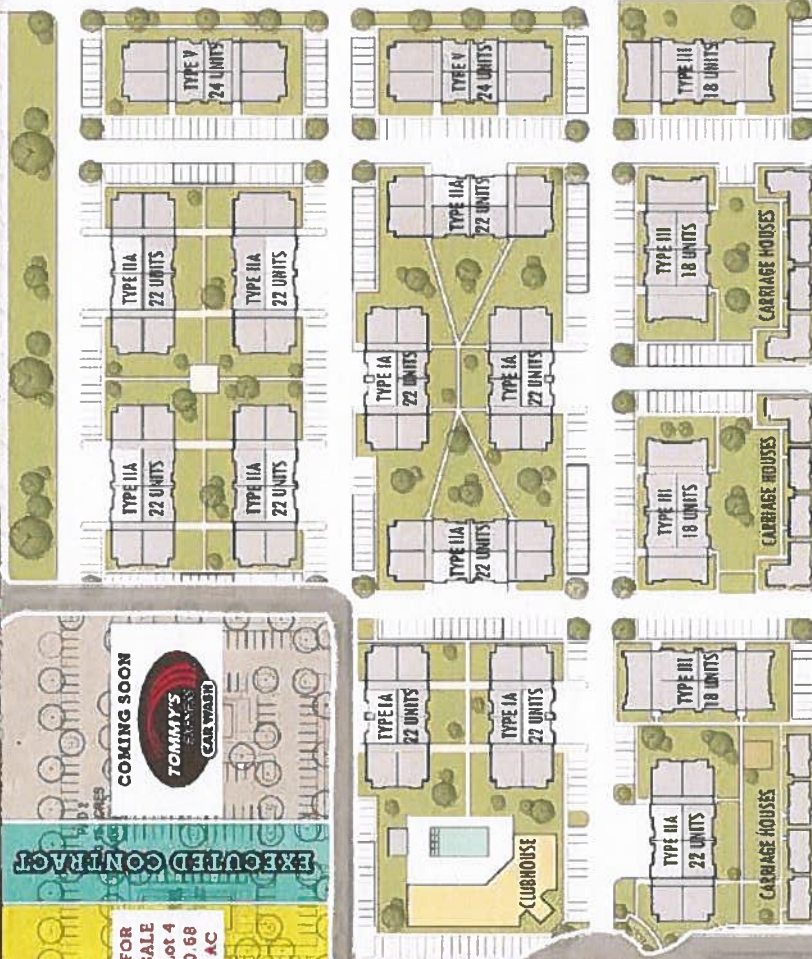 TYPE V
24 UNITS
TYPE V
24 UNITS
TYPE III
18 UNITS
TYPE IIA
22 UNITS
TYPE IIA
22 UNITS
TYPE IIA
22 UNITS
TYPE III
18 UNITS
CARRIAGE HOUSES
TYPE IA
22 UNITS
TYPE IA
22 UNITS
TYPE IIA
22 UNITS
TYPE IIA
22 UNITS
TYPE IIA
22 UNITS
TYPE III
18 UNITS
CARRIAGE HOUSES
TYPE IA
22 UNITS
TYPE IA
22 UNITS
TYPE III
18 UNITS
COMING SOON
TOMMY'S
EXPRESS
CAR WASH
PAD 2
EXECUTED CONTRACT
CLUBHOUSE
TYPE IIA
22 UNITS
CARRIAGE HOUSES
FOR
SALE
Lot 4
0.68
AC